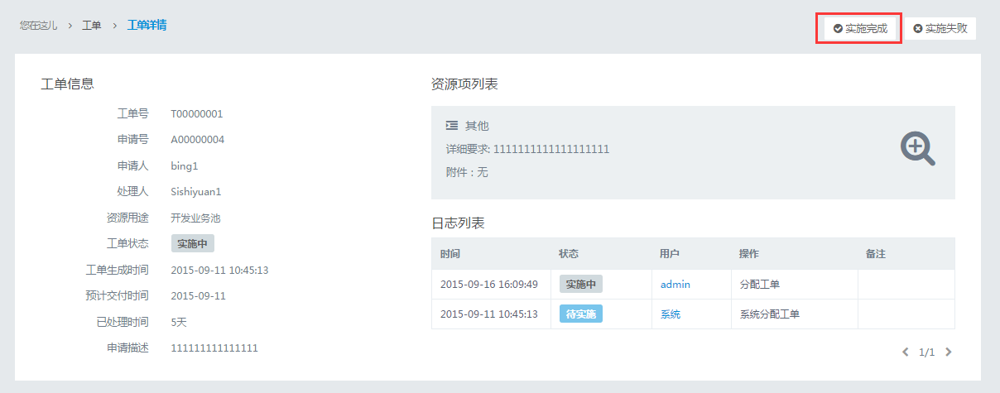 您在这儿 > 工单 > 工单详情
实施完成 实施失败
工单信息
工单号 T00000001
申请号 A00000004
申请人 bing1
处理人 Sishiyuan1
资源用途 开发业务池
工单状态 实施中
工单生成时间 2015-09-11 10:45:13
预计交付时间 2015-09-11
已处理时间 5天
申请描述 111111111111111
资源项列表
其他
详细要求: 1111111111111111111
附件：无
日志列表
时间 状态 用户 操作 备注
2015-09-16 16:09:49 实施中 admin 分配工单
2015-09-11 10:45:13 待实施 系统 系统分配工单
1/1